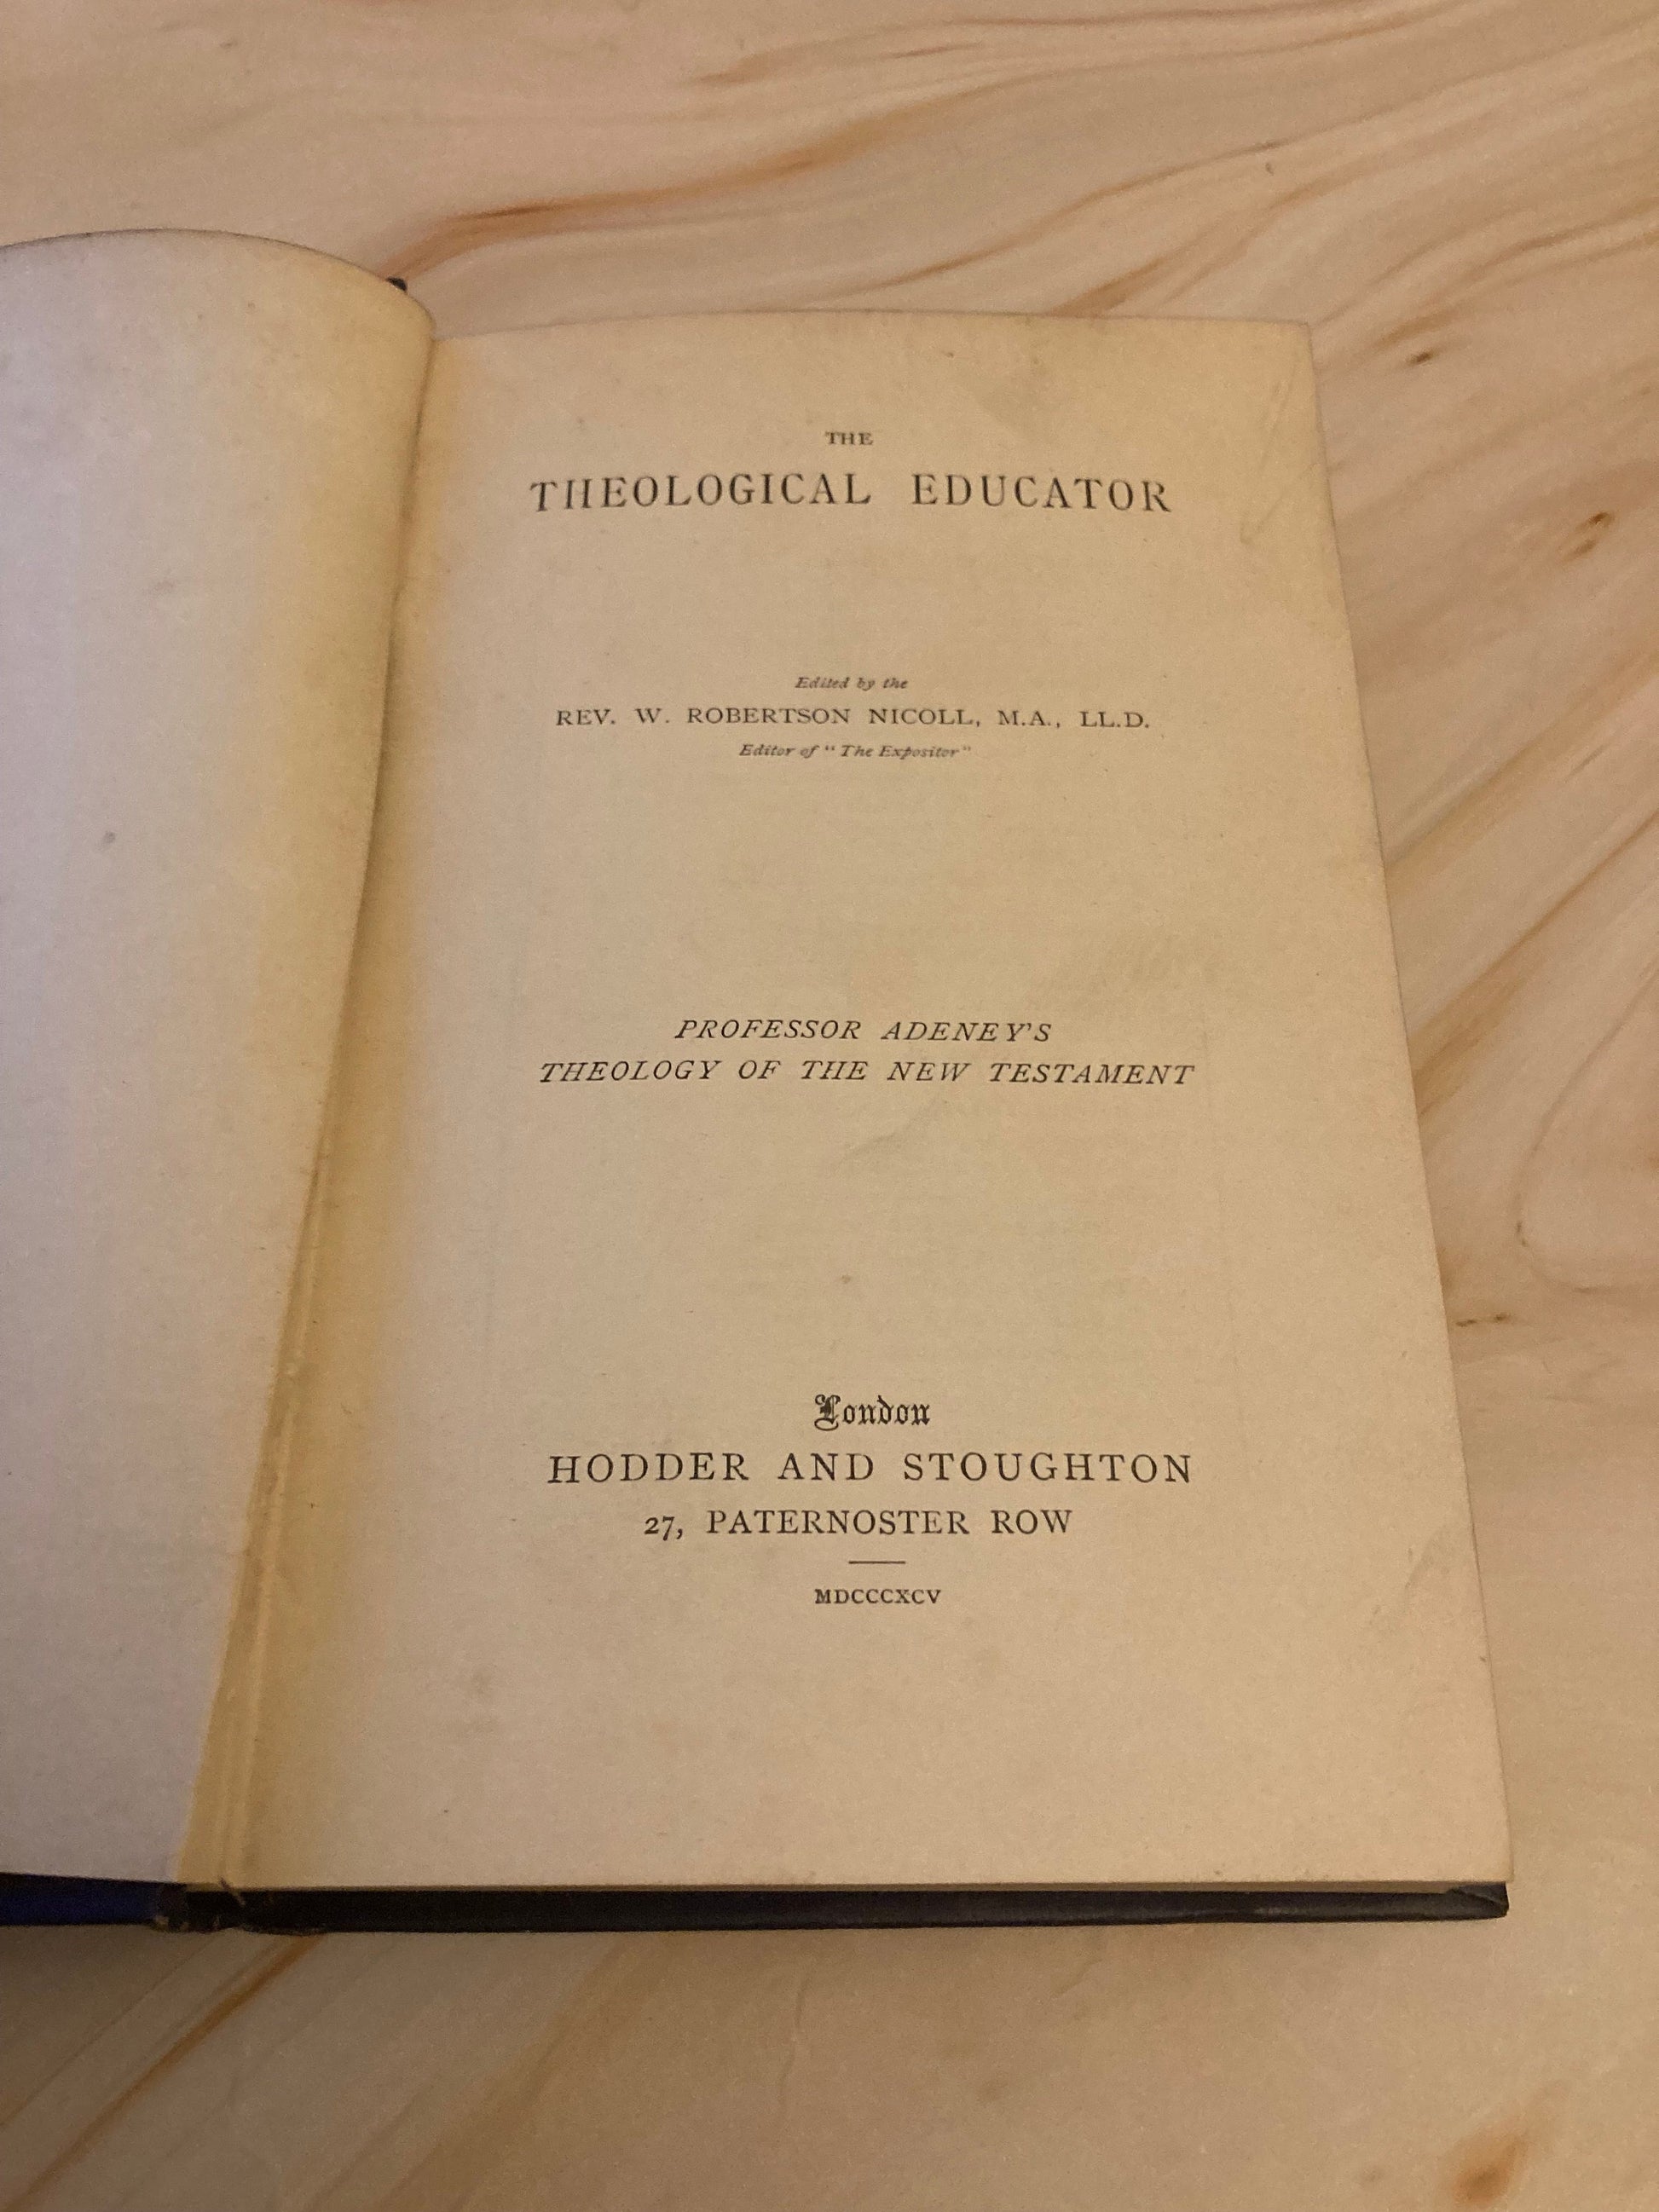 THE
THEOLOGICAL EDUCATOR
Edited by the
REV. W. ROBERTSON NICOLL, M.A., LL.D.
Editor of "The Expositor"
PROFESSOR ADENEY'S
THEOLOGY OF THE NEW TESTAMENT
London
HODDER AND STOUGHTON
27, PATERNOSTER ROW
MDCCCXCV